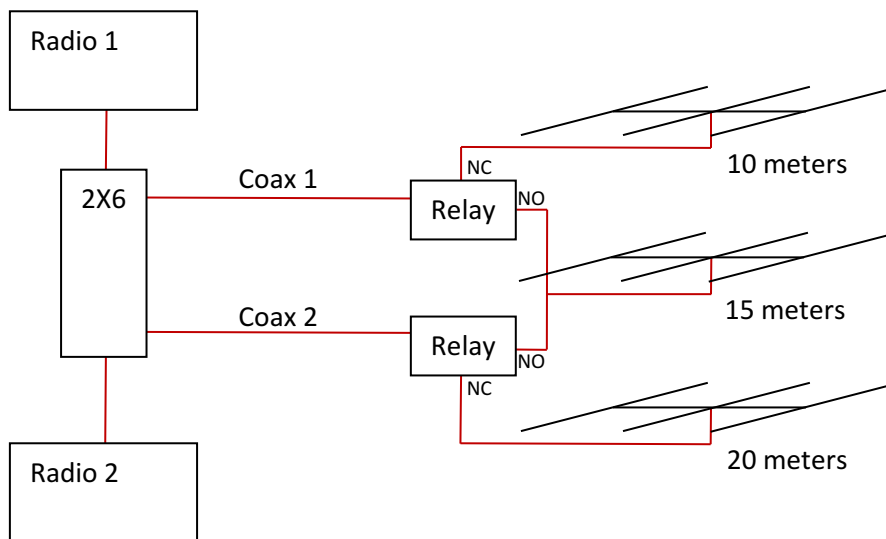 Radio 1
2X6
Coax 1
NC
Relay
NO
10 meters
15 meters
Coax 2
Relay
NO
NC
20 meters
Radio 2